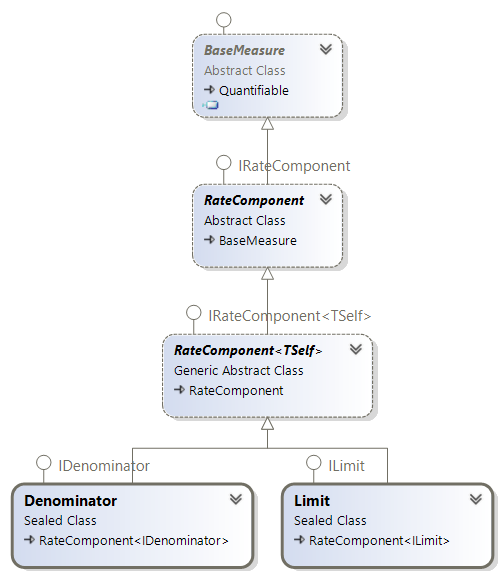 BaseMeasure
Abstract Class
Quantifiable
IRateComponent
RateComponent
Abstract Class
BaseMeasure
IRateComponent<TSelf>
RateComponent<TSelf>
Generic Abstract Class
RateComponent
IDenominator
Denominator
Sealed Class
RateComponent<IDenominator>
ILimit
Limit
Sealed Class
RateComponent<ILimit>